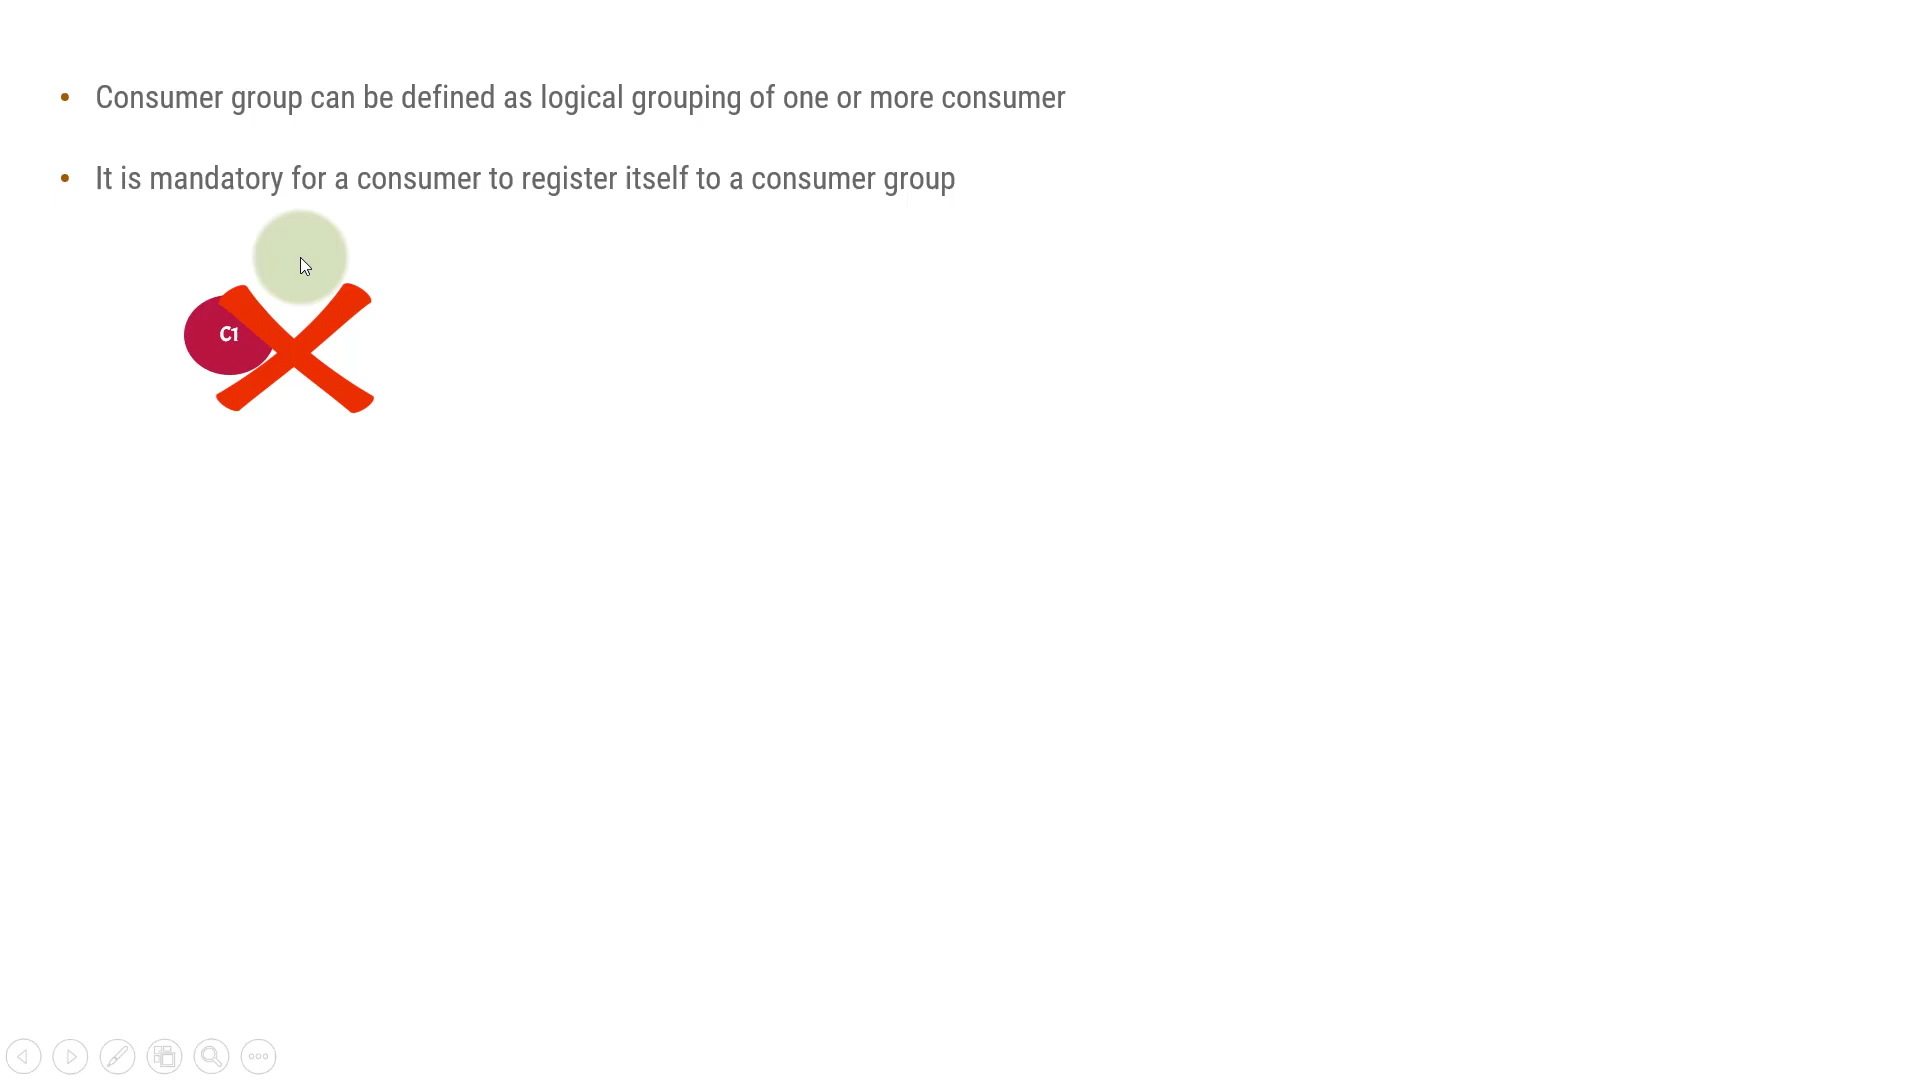 Consumer group can be defined as logical grouping of one or more consumer
It is mandatory for a consumer to register itself to a consumer group
C1